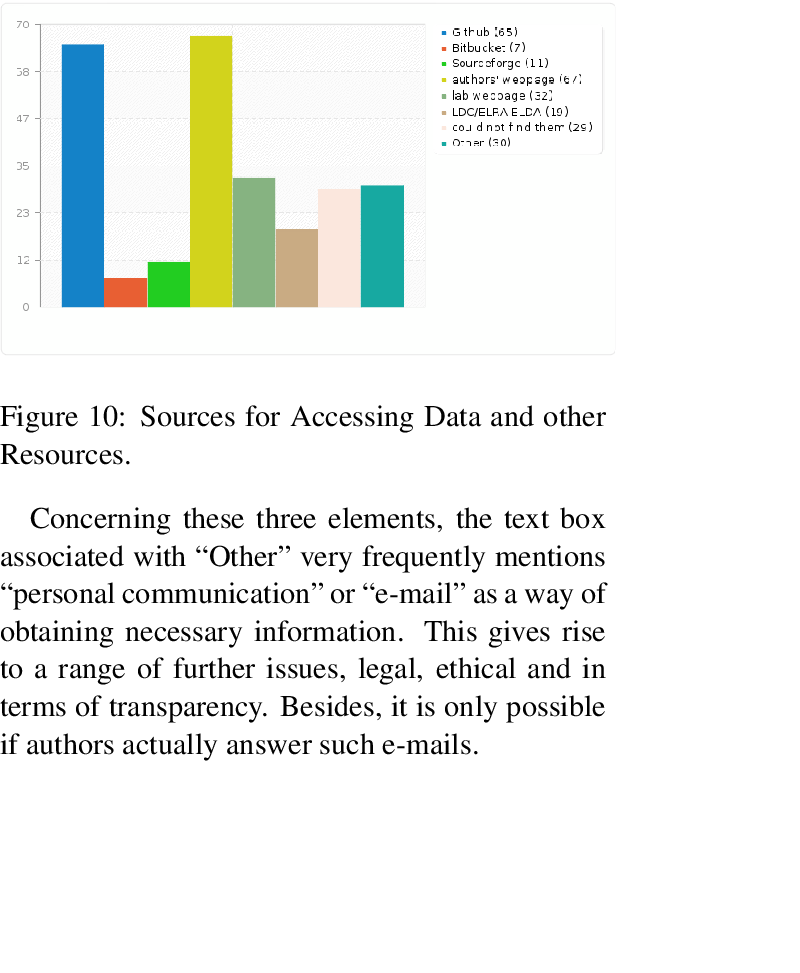 70
58
47
35
23
12
0
Github (65)
Bitbucket (7)
Sourceforge (11)
authors' webpage (67)
lab webpage (32)
LDC/ELRA ELDA (19)
could not find them (29)
Other (30)
Figure 10: Sources for Accessing Data and other
Resources.
Concerning these three elements, the text box
associated with “Other” very frequently mentions
“personal communication” or “e-mail” as a way of
obtaining necessary information. This gives rise
to a range of further issues, legal, ethical and in
terms of transparency. Besides, it is only possible
if authors actually answer such e-mails.